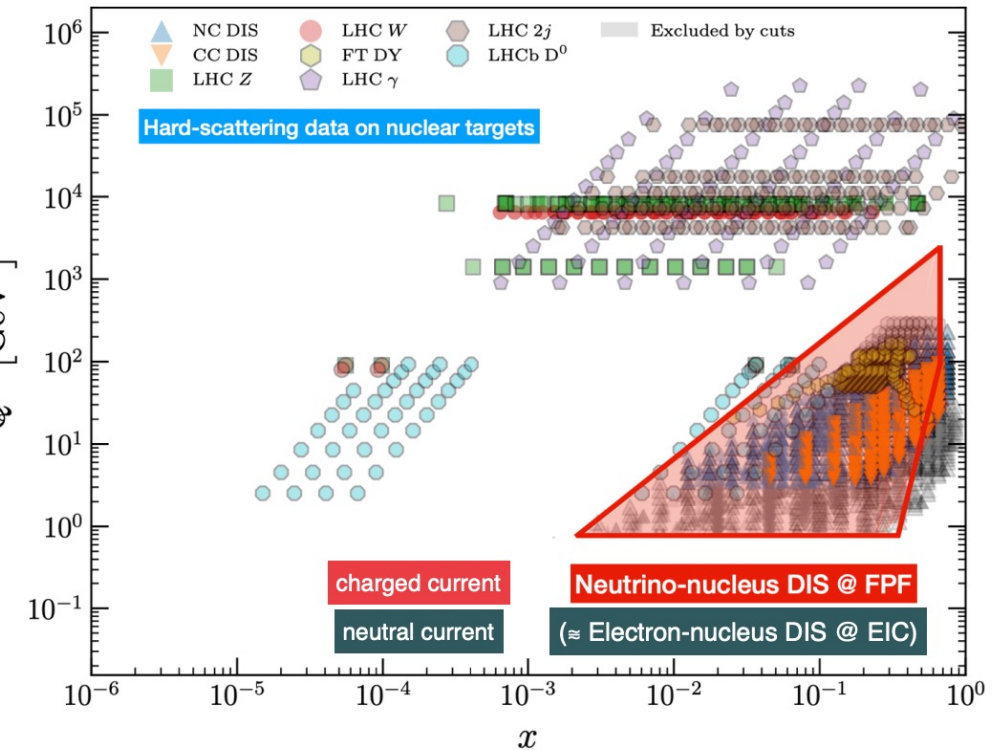 10⁶
10⁵
10⁴
10³
10²
10¹
10⁰
10⁻¹
NC DIS
CC DIS
LHC Z
LHC W
FT DY
LHC γ
LHC 2j
LHCb D⁰
Excluded by cuts
Hard-scattering data on nuclear targets
charged current
neutral current
Neutrino-nucleus DIS @ FPF
(≈ Electron-nucleus DIS @ EIC)
10⁻⁶ 10⁻⁵ 10⁻⁴ 10⁻³ 10⁻² 10⁻¹ 10⁰
x